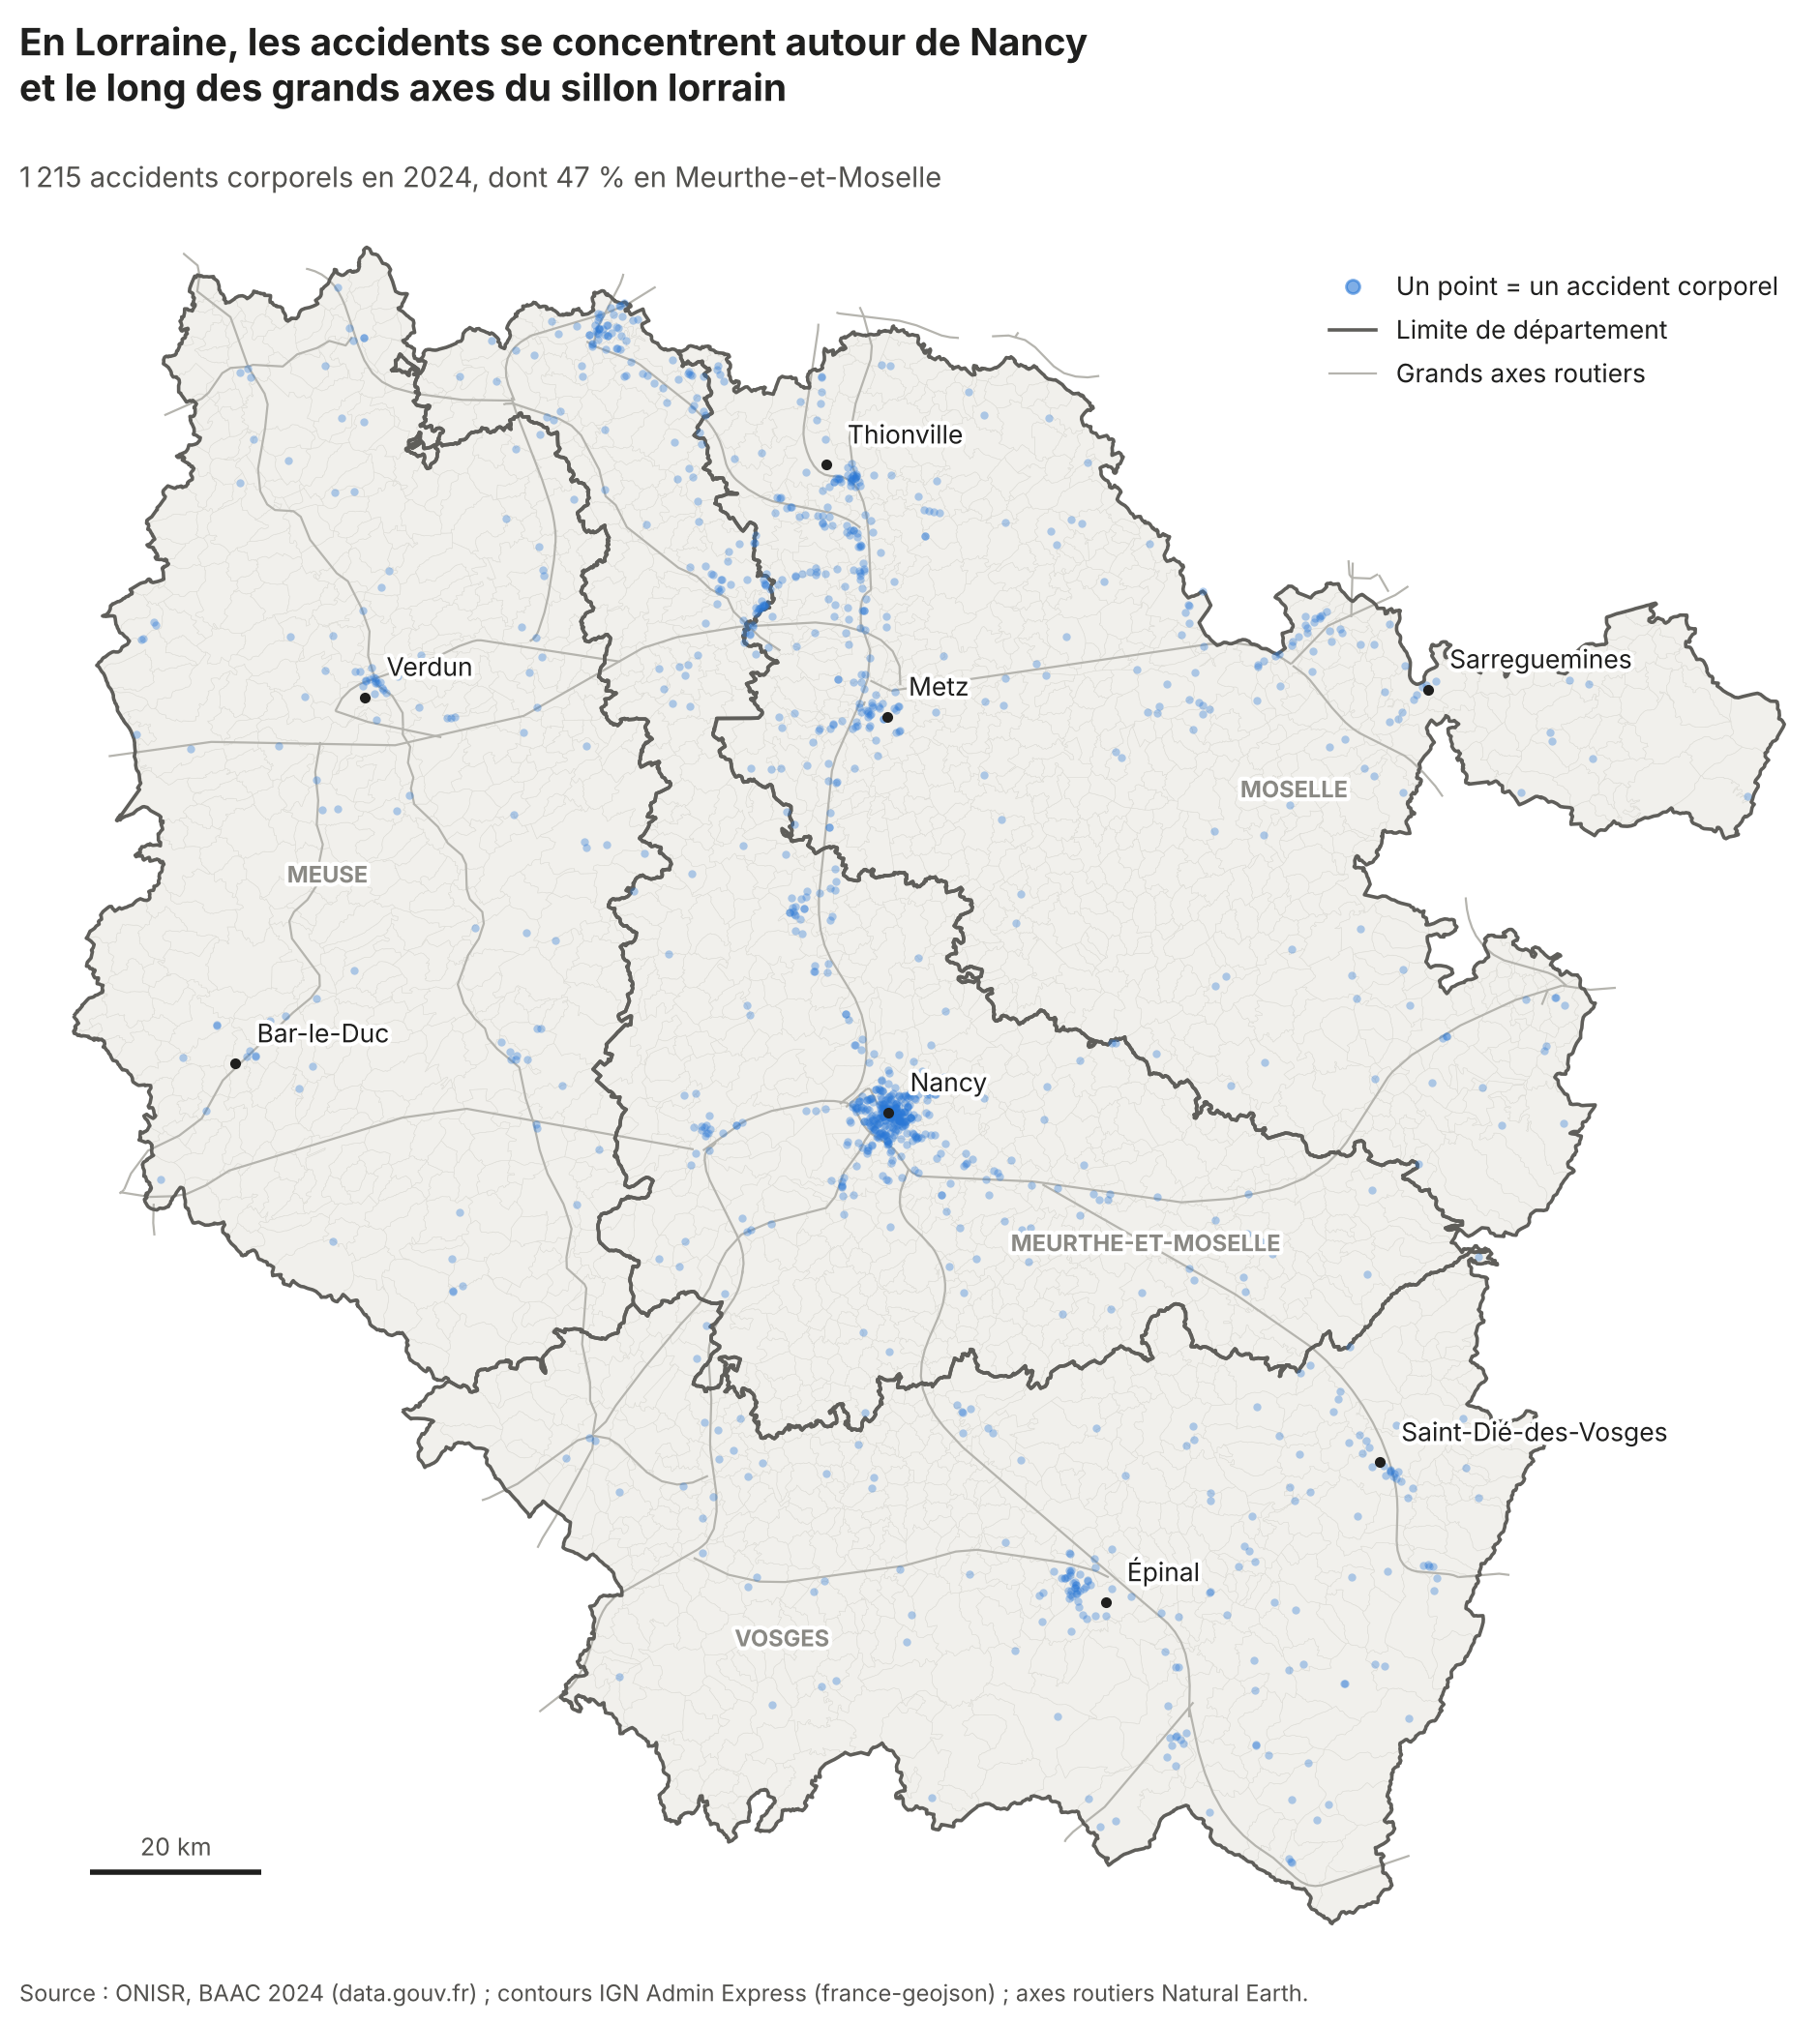 En Lorraine, les accidents se concentrent autour de Nancy
et le long des grands axes du sillon lorrain
1 215 accidents corporels en 2024, dont 47 % en Meurthe-et-Moselle
Un point = un accident corporel
Limite de département
Grands axes routiers
Thionville
Sarreguemines
Verdun
Metz
MOSELLE
MEUSE
Bar-le-Duc
Nancy
MEURTHE-ET-MOSELLE
Saint-Dié-des-Vosges
Épinal
VOSGES
20 km
Source : ONISR, BAAC 2024 (data.gouv.fr) ; contours IGN Admin Express (france-geojson) ; axes routiers Natural Earth.